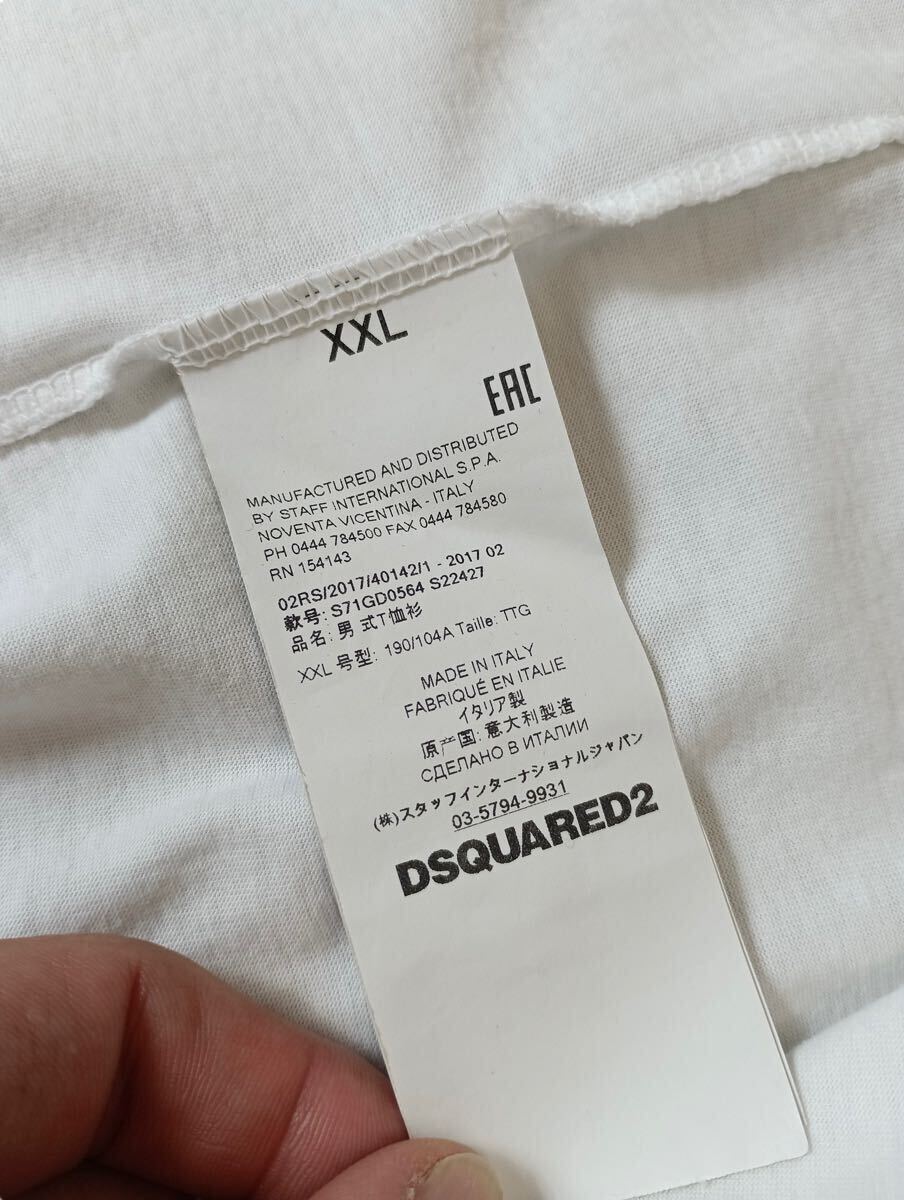 XXL
EAC
MANUFACTURED AND DISTRIBUTED
BY STAFF INTERNATIONAL S.P.A.
NOVENTA VICENTINA - ITALY
PH 0444 784500 FAX 0444 784580
RN 154143
02RS/2017/40142/1 - 2017 02
款号: S71GD0564 S22427
品名: 男 式T恤衫
XXL 号型: 190/104A Taille: TTG
MADE IN ITALY
FABRIQUÉ EN ITALIE
イタリア製
原产国: 意大利製造
СДЕЛАНО В ИТАЛИИ
(株)スタッフインターナショナルジャパン
03-5794-9931
DSQUARED2